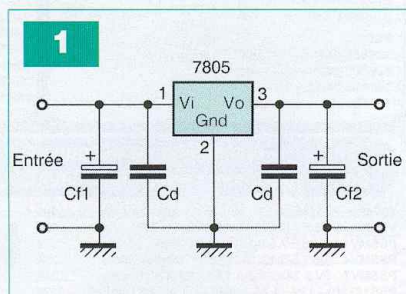 1
7805
1
Vi
Vo
3
Gnd
2
Entrée
+
Cf1
Cd
Cd
+
Cf2
Sortie